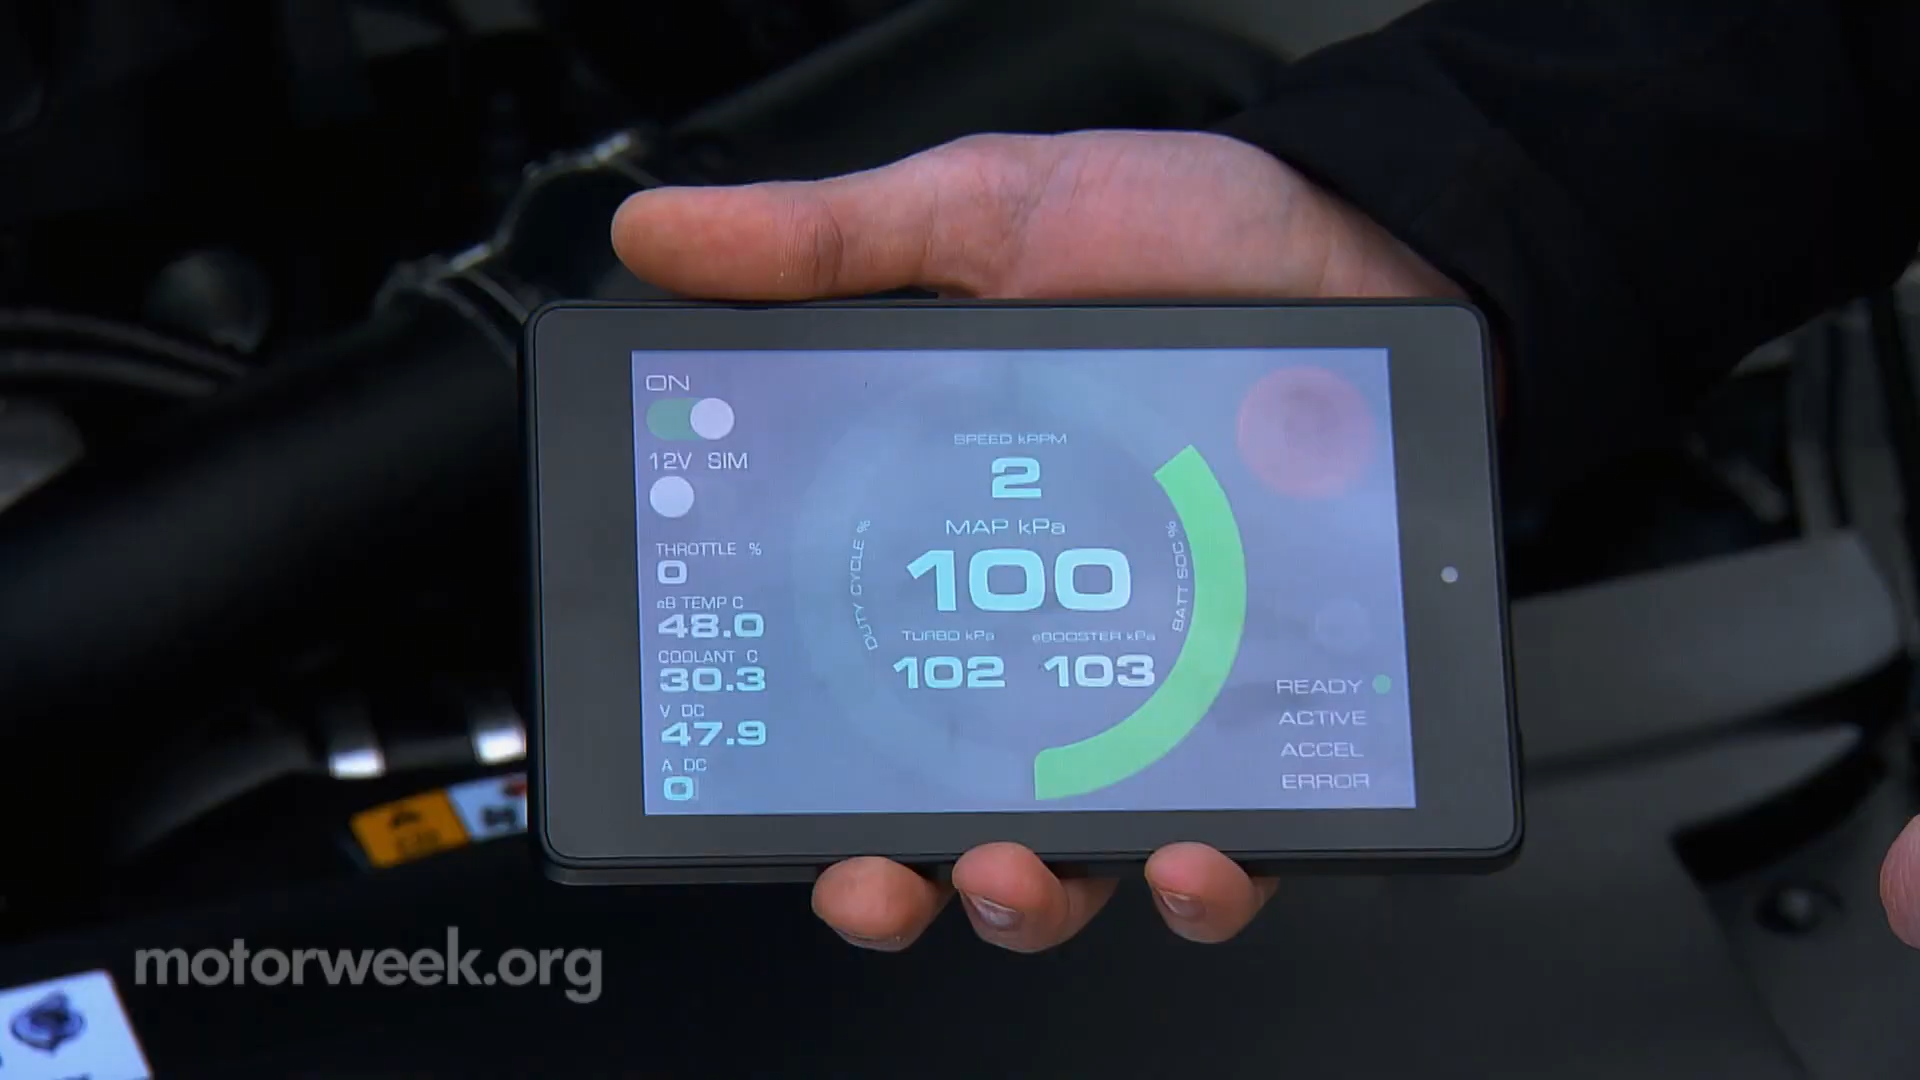 ON
12V SIM
THROTTLE %
0
eB TEMP C
48.0
COOLANT C
30.3
V DC
47.9
A DC
0
SPEED kRPM
2
MAP kPa
100
DUTY CYCLE %
BATT SOC %
TURBO kPa
102
eBOOSTER kPa
103
READY
ACTIVE
ACCEL
ERROR
motorweek.org